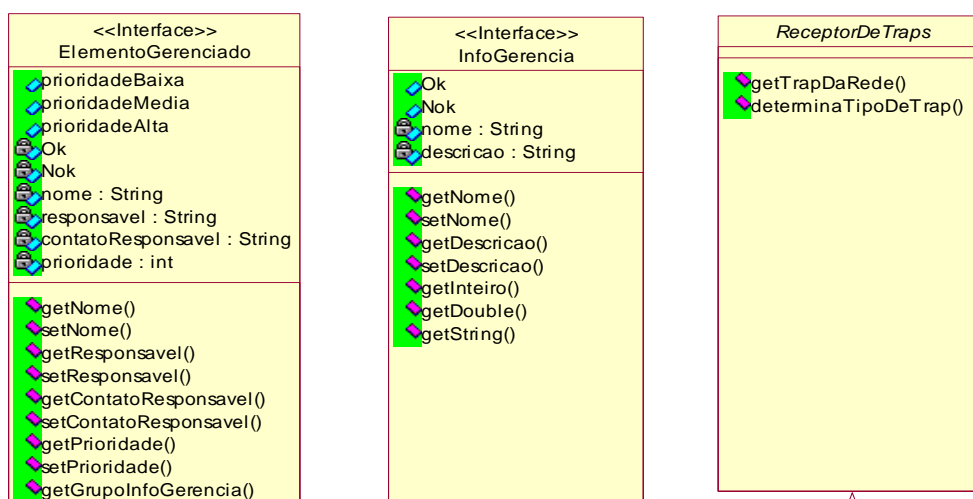 <<Interface>>
ElementoGerenciado
prioridadeBaixa
prioridadeMedia
prioridadeAlta
Ok
Nok
nome : String
responsavel : String
contatoResponsavel : String
prioridade : int
getNome()
setNome()
getResponsavel()
setResponsavel()
getContatoResponsavel()
setContatoResponsavel()
getPrioridade()
setPrioridade()
getGrupoInfoGerencia()
<<Interface>>
InfoGerencia
Ok
Nok
nome : String
descricao : String
getNome()
setNome()
getDescricao()
setDescricao()
getInteiro()
getDouble()
getString()
ReceptorDeTraps
getTrapDaRede()
determinaTipoDeTrap()